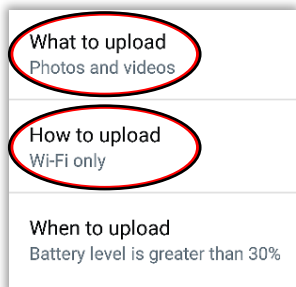 What to upload
Photos and videos
How to upload
Wi-Fi only
When to upload
Battery level is greater than 30%